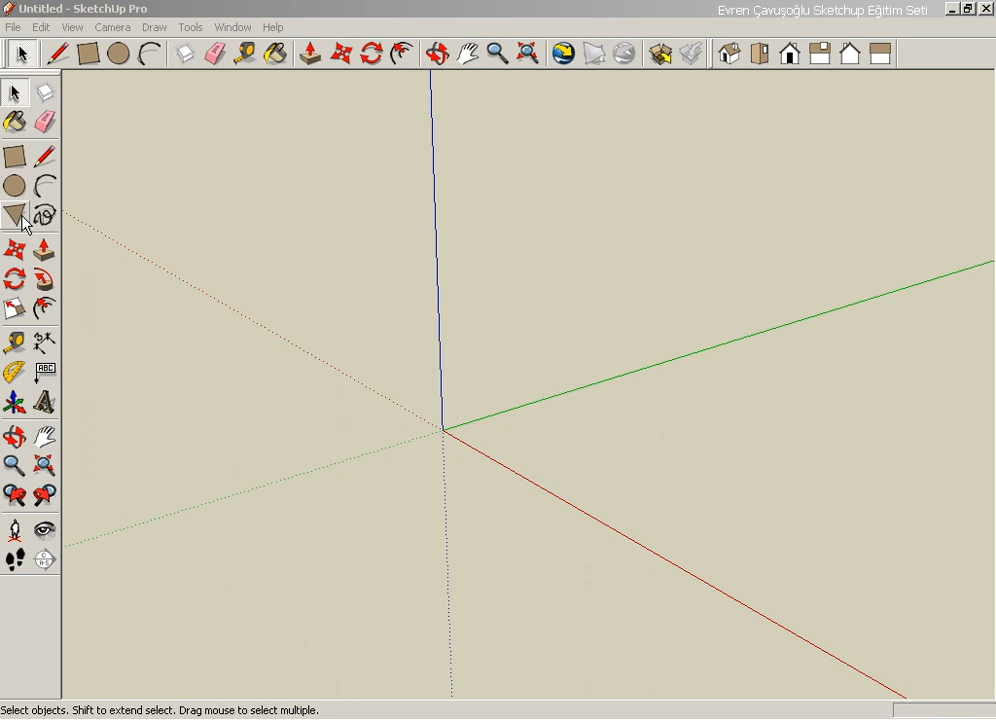 Untitled - SketchUp Pro
Evren Çavuşoğlu Sketchup Eğitim Seti
File Edit View Camera Draw Tools Window Help
ABC
Select objects. Shift to extend select. Drag mouse to select multiple.